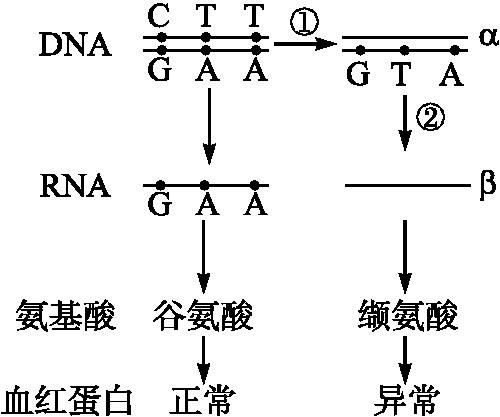 C T T ①
DNA α
G A A G T A
②
RNA β
G A A
氨基酸 谷氨酸 缬氨酸
血红蛋白 正常 异常